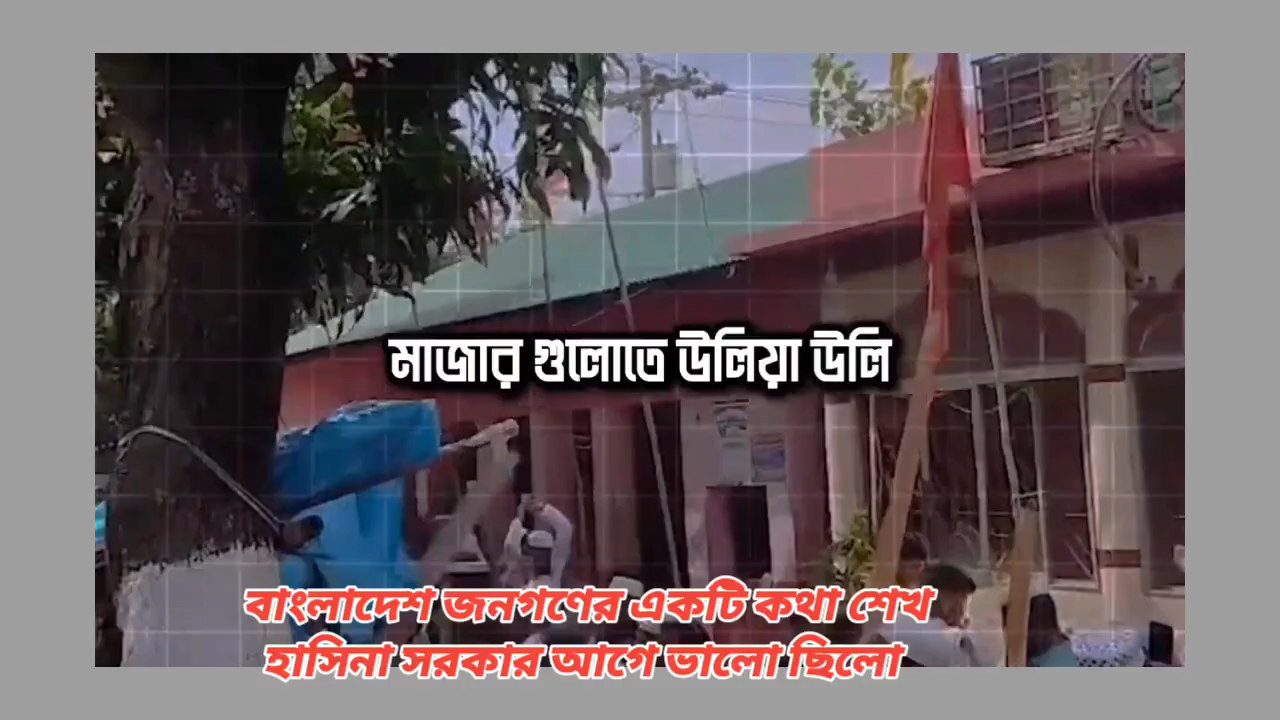 মাজার গুলোতে উলিয়া উলি
বাংলাদেশ জনগণের একটি কথা শেখ
হাসিনা সরকার আগে ভালো ছিলো